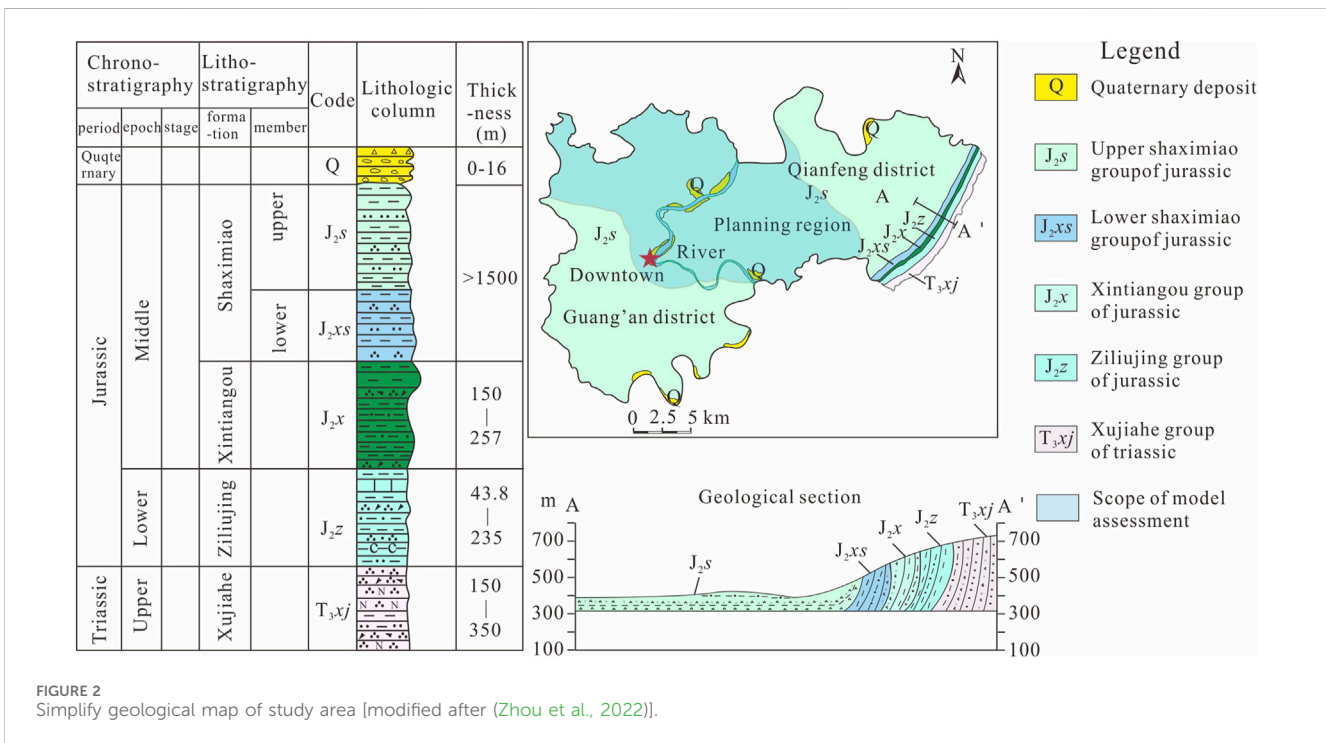 Chrono-
stratigraphy
Litho-
stratigraphy
Code
Lithologic
column
Thick
-ness
(m)
period
epoch
stage
forma
-tion
member
Quqte
rnary
Q
0-16
Jurassic
Middle
Shaximiao
upper
J2s
>1500
lower
J2xs
Xintiangou
J2x
150
|
257
Lower
Ziliujing
J2z
43.8
|
235
C C
Triassic
Upper
Xujiahe
T3xj
150
|
350
N
N N
N
N
Q
Qianfeng district
J2s
A
Q
Planning region
J2z
J2x
J2xs
A '
T3xj
J2s
River
Downtown
Q
Guang'an district
Q
0 2.5 5 km
Legend
Q Quaternary deposit
J2s Upper shaximiao
groupof jurassic
J2xs Lower shaximiao
groupof jurassic
J2x Xintiangou group
of jurassic
J2z Ziliujing group
of jurassic
T3xj Xujiahe group
of triassic
Scope of model
assessment
m A
Geological section
A '
700
500
300
100
J2s
J2xs
J2x
J2z
T3xj
700
500
300
100
FIGURE 2
Simplify geological map of study area [modified after (Zhou et al., 2022)].